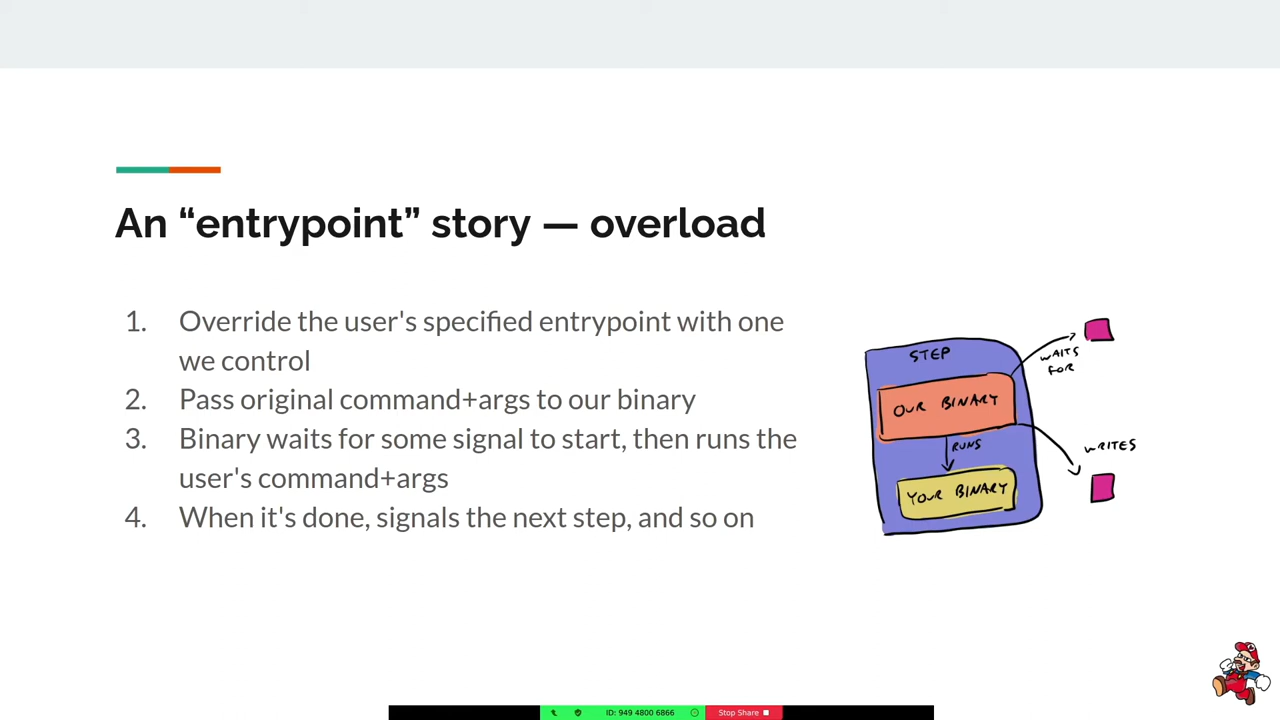 An “entrypoint” story — overload
1. Override the user's specified entrypoint with one
we control
2. Pass original command+args to our binary
3. Binary waits for some signal to start, then runs the
user's command+args
4. When it's done, signals the next step, and so on
STEP
OUR BINARY
RUNS
YOUR BINARY
WAITS
FOR
WRITES
ID: 949 4800 6866
Stop Share